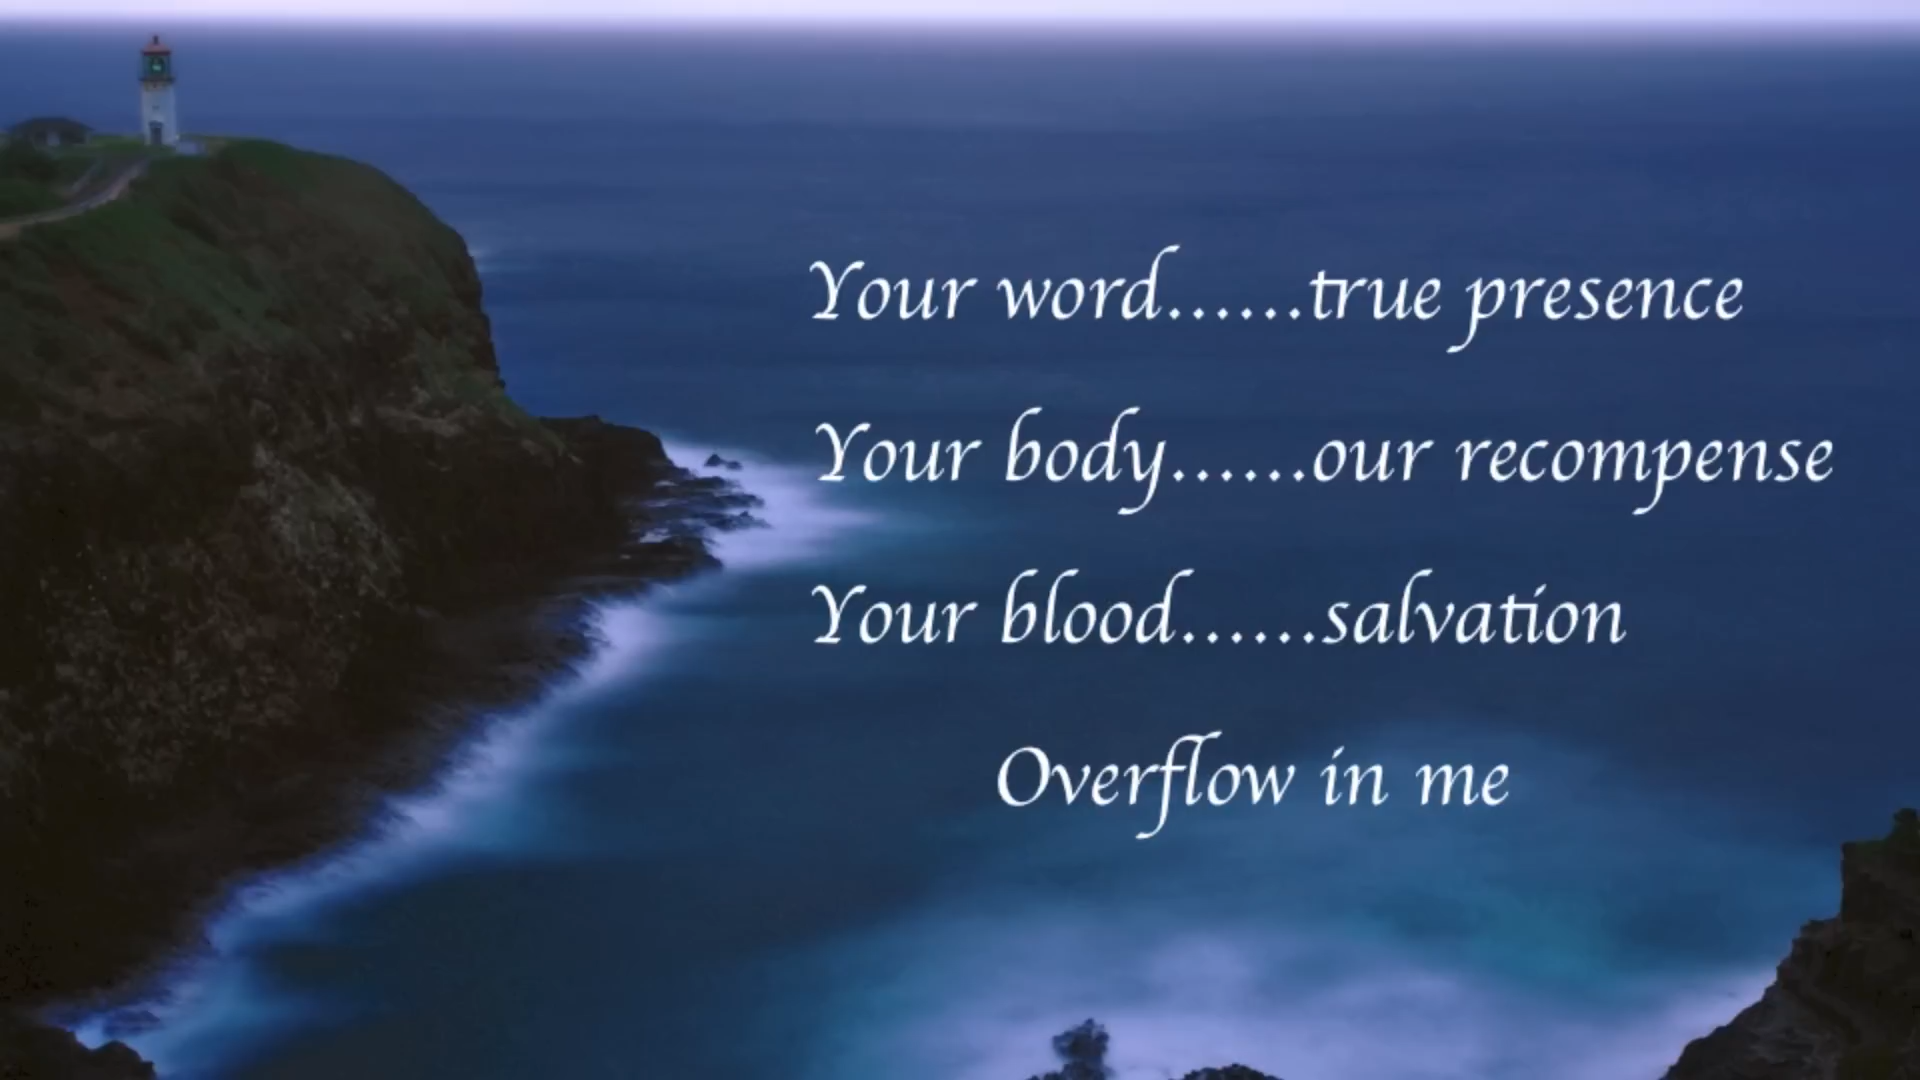 Your word......true presence
Your body......our recompense
Your blood......salvation
Overflow in me